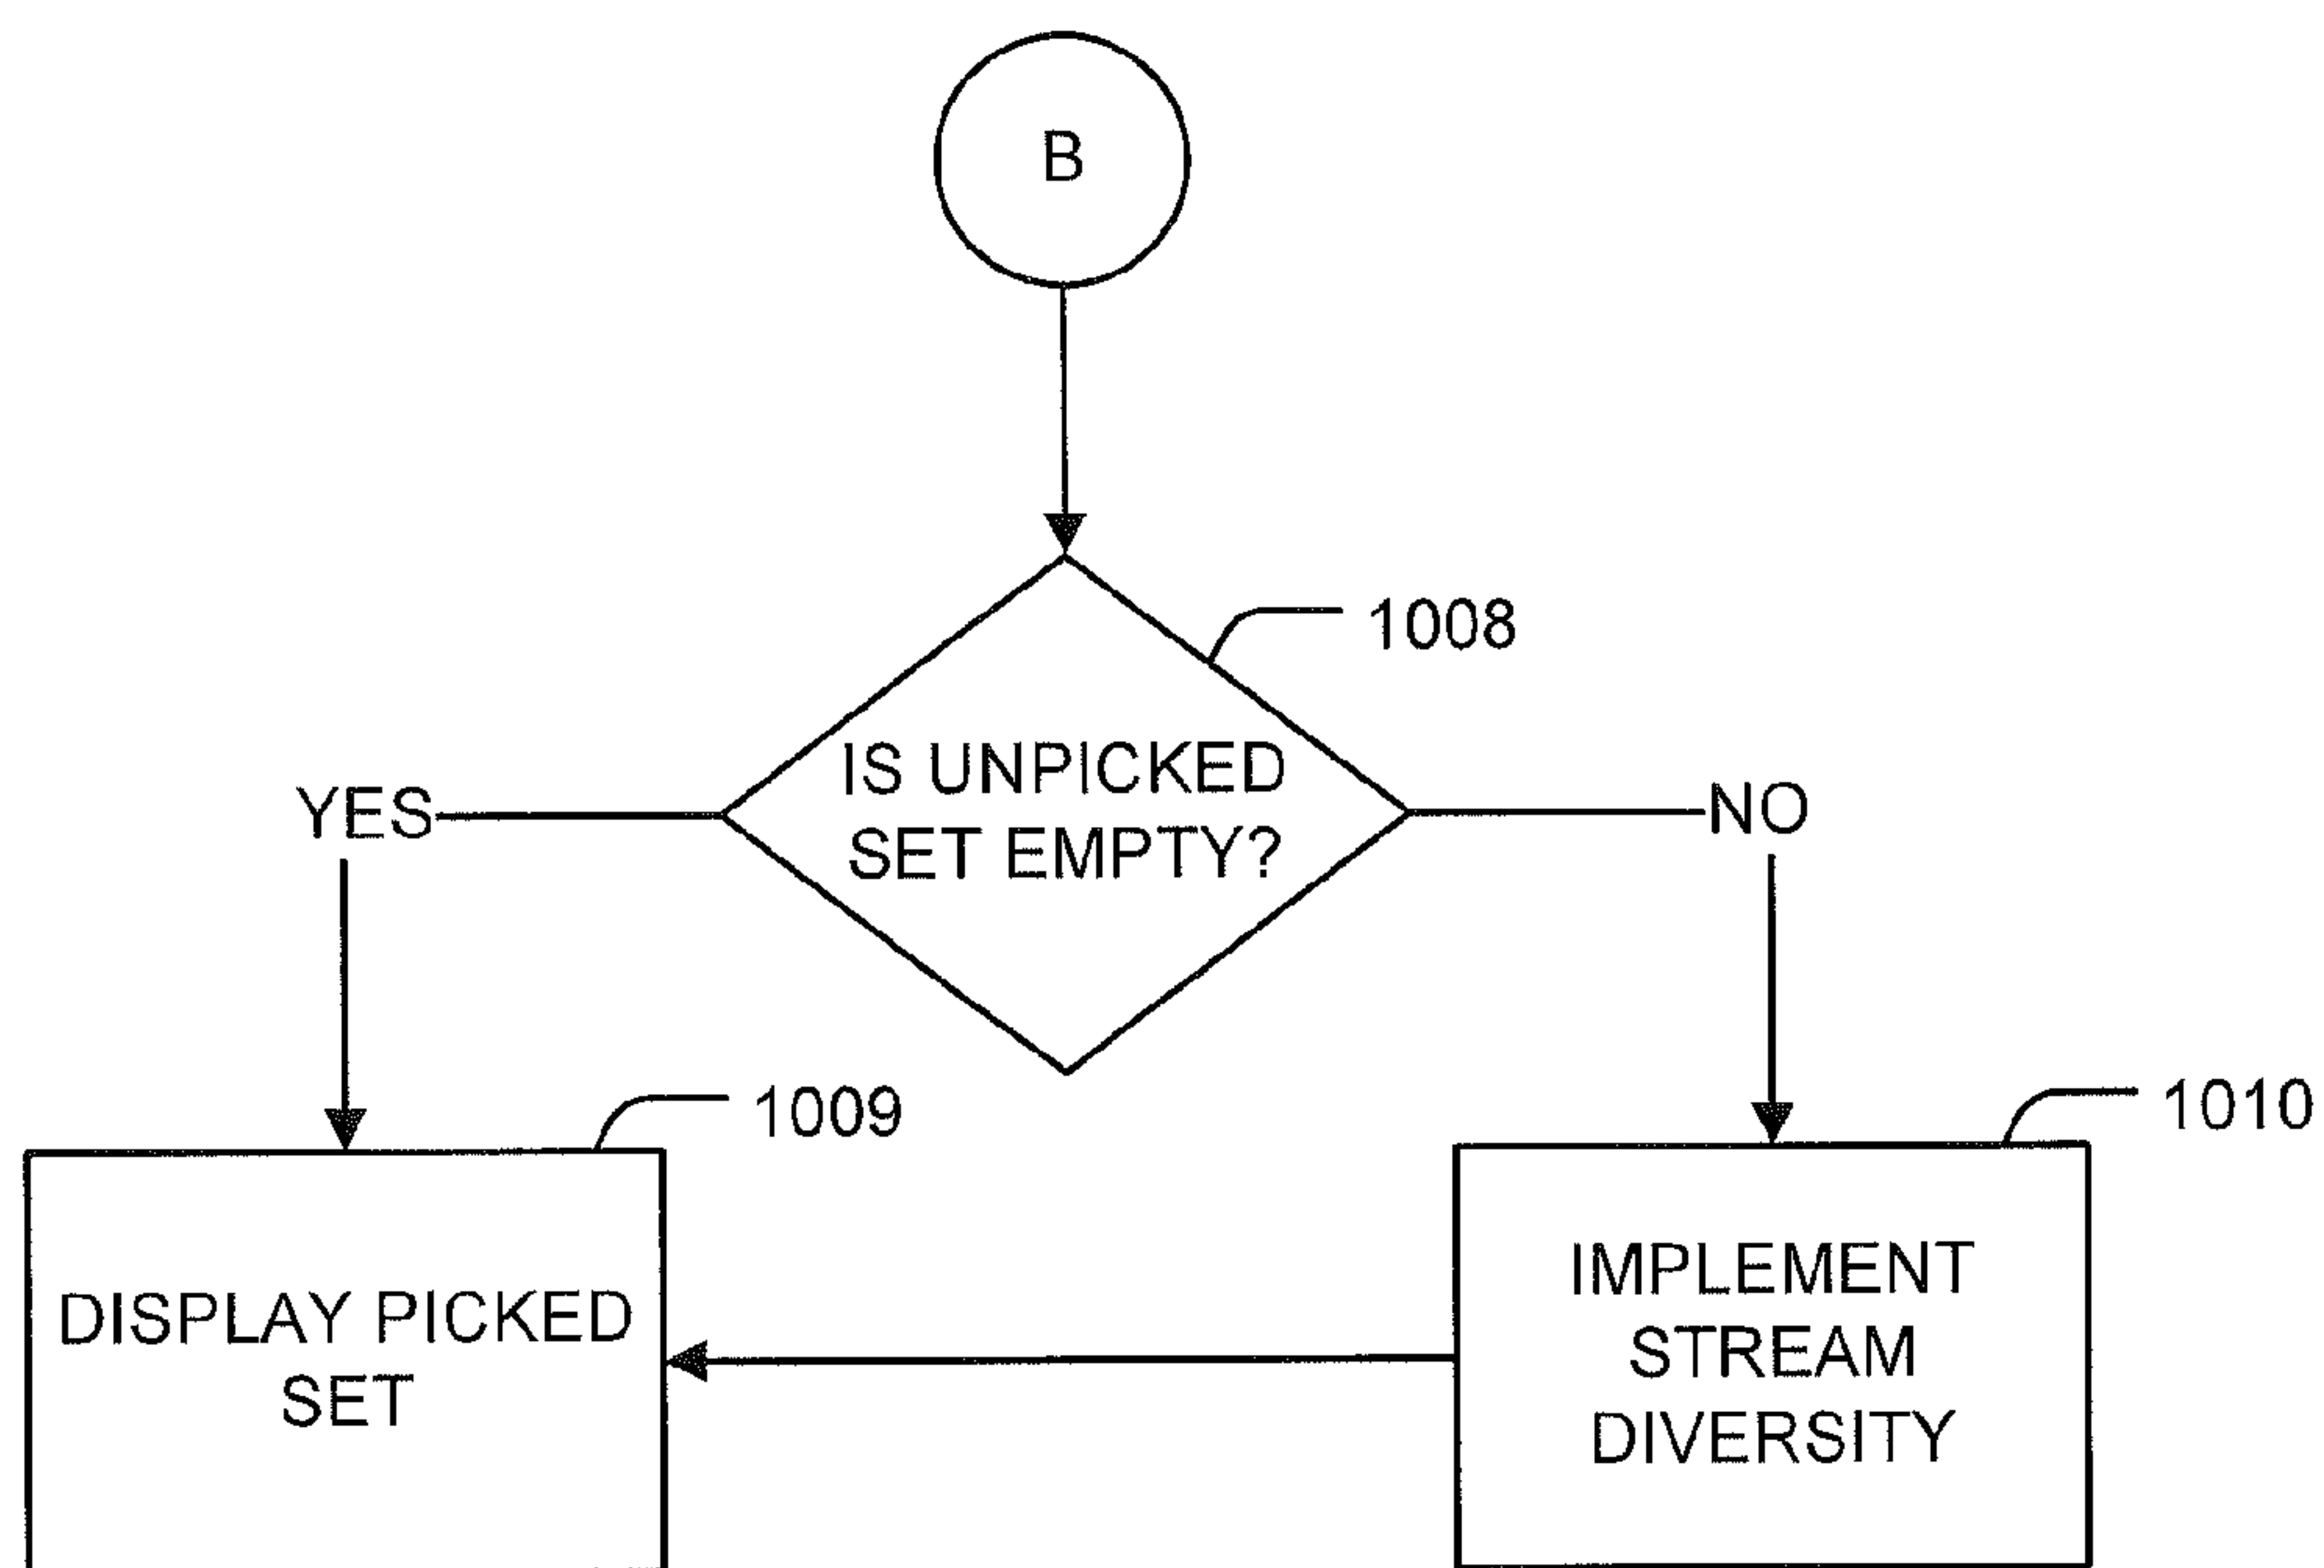 B
1008
IS UNPICKED
SET EMPTY?
YES
NO
1009
1010
DISPLAY PICKED
SET
IMPLEMENT
STREAM
DIVERSITY